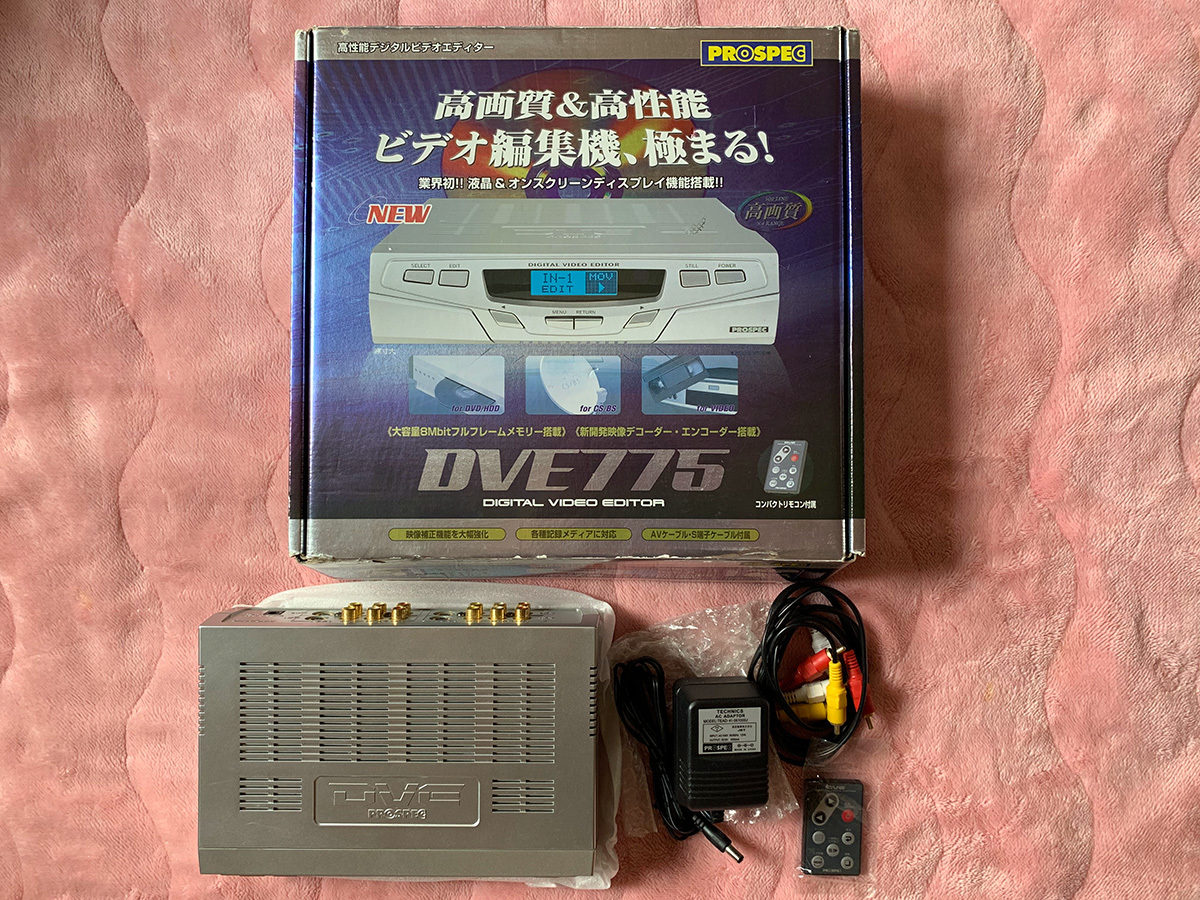 高性能デジタルビデオエディター
PROSPEC
高画質&高性能
ビデオ編集機、極まる!
業界初!! 液晶 & オンスクリーンディスプレイ機能搭載!!
NEW
高画質
DIGITAL VIDEO EDITOR
SELECT
EDIT
IN-1
MOV
EDIT
STILL
POWER
MENU
RETURN
PROSPEC
for DVD/HDD
for CS/BS
for VIDEO
《大容量8Mbitフルフレームメモリー搭載》《新開発映像デコーダー・エンコーダー搭載》
DVE775
DIGITAL VIDEO EDITOR
コンパクトリモコン付属
映像補正機能を大幅強化
各種記録メディアに対応
AVケーブル・S端子ケーブル付属
DVE
PROSPEC
TECHNICS
AC ADAPTOR
PROSPEC
PROSPEC